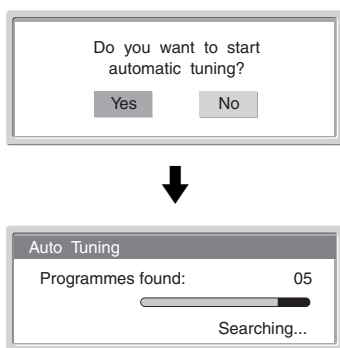 Do you want to start
automatic tuning?
Yes No
Auto Tuning
Programmes found: 05
Searching...